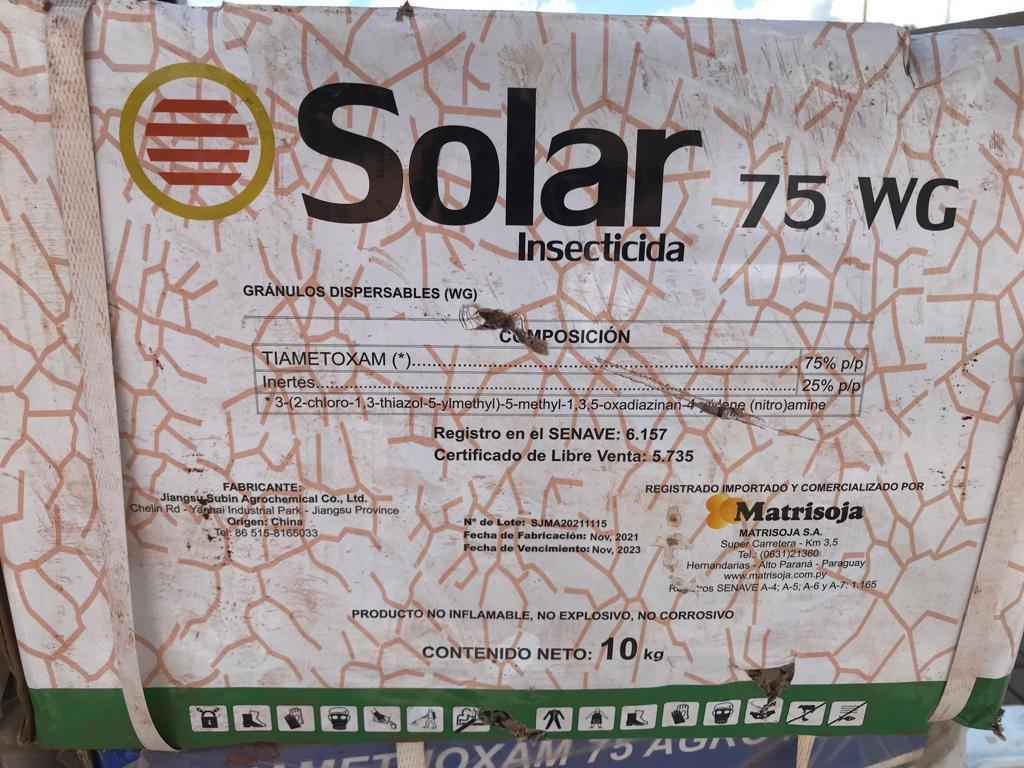 Solar
75 WG
Insecticida
GRÁNULOS DISPERSABLES (WG)
COMPOSICIÓN
TIAMETOXAM (*)........................................................ 75% p/p
Inertes........................................................................ 25% p/p
* 3-(2-chloro-1,3-thiazol-5-ylmethyl)-5-methyl-1,3,5-oxadiazinan-4 (nitro)amine
Registro en el SENAVE: 6.157
Certificado de Libre Venta: 5.735
FABRICANTE:
Jiangsu Subin Agrochemical Co., Ltd.
Chelin Rd - Yanhai Industrial Park - Jiangsu Province
Origen: China
Tel: 86 515-8165033
Nº de Lote: SJMA20211115
Fecha de Fabricación: Nov, 2021
Fecha de Vencimiento: Nov, 2023
REGISTRADO IMPORTADO Y COMERCIALIZADO POR
Matrisoja
MATRISOJA S.A.
Super Carretera - Km 3,5
Tel.: (0631)21360
Hernandarias - Alto Paraná - Paraguay
www.matrisoja.com.py
SENAVE A-4; A-5; A-6 y A-7: 1.165
PRODUCTO NO INFLAMABLE, NO EXPLOSIVO, NO CORROSIVO
CONTENIDO NETO: 10 kg
75